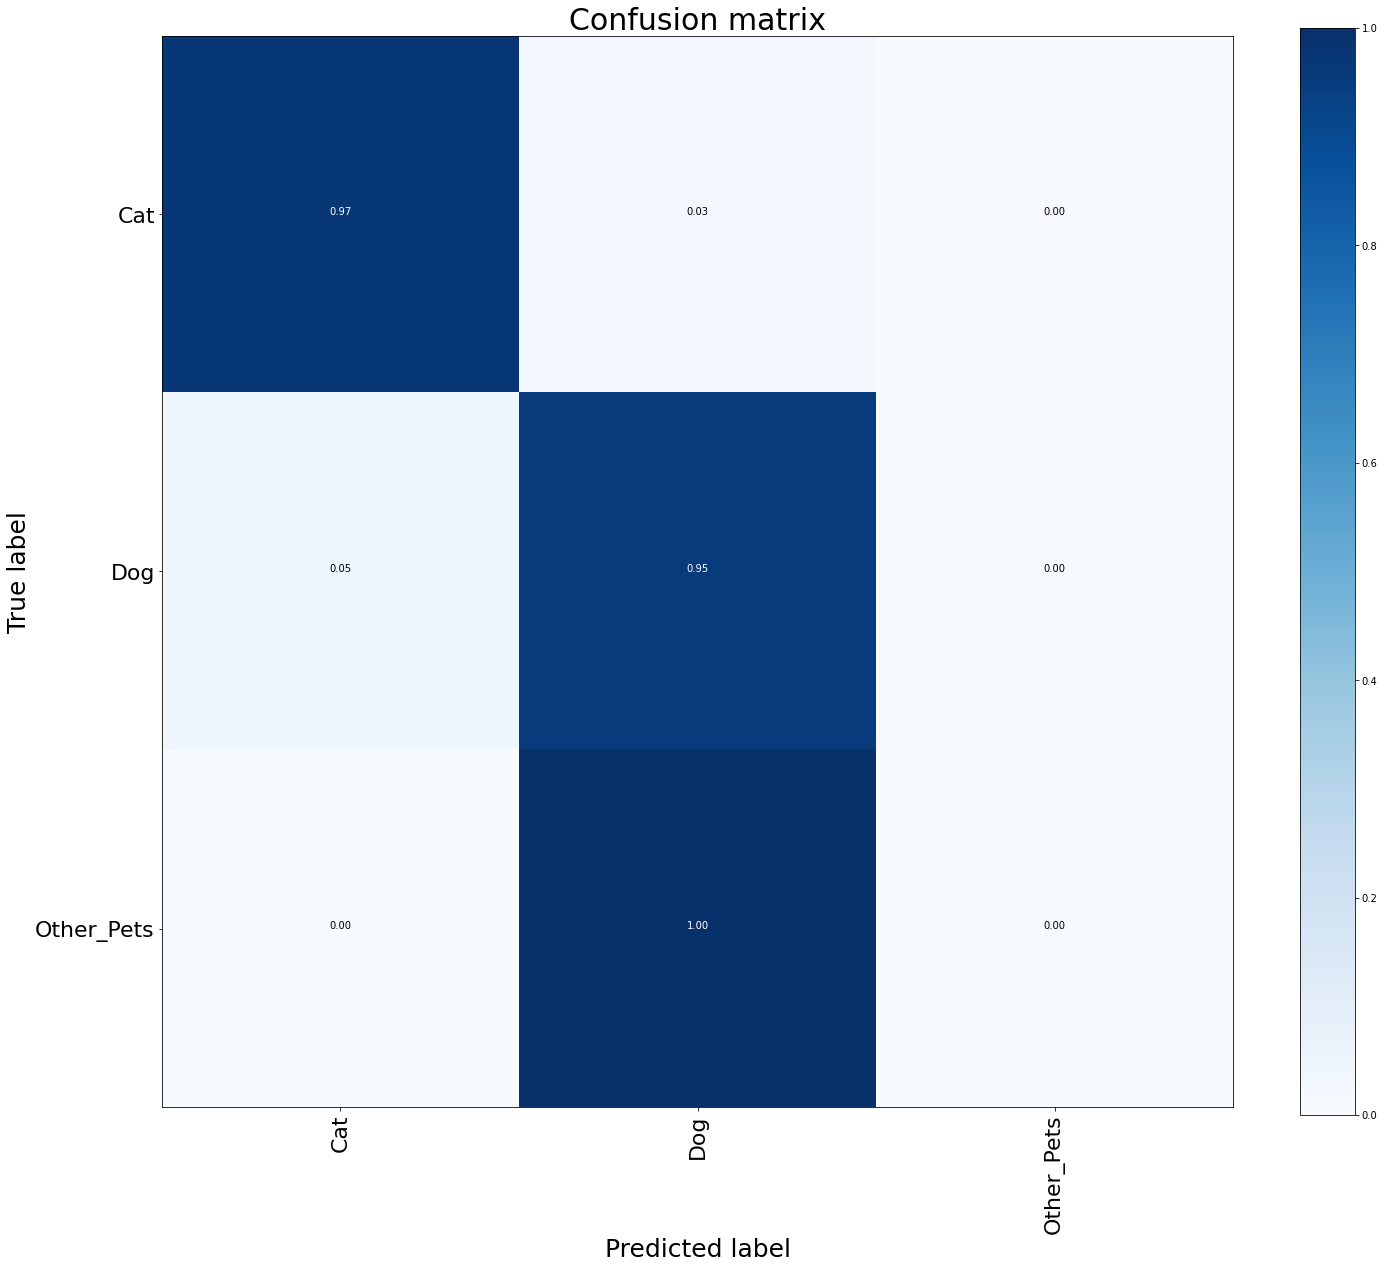 Confusion matrix
1.0
Cat 0.97 0.03 0.00
0.8
0.6
True label
Dog 0.05 0.95 0.00
0.4
0.2
Other_Pets 0.00 1.00 0.00
0.0
Cat
Dog
Other_Pets
Predicted label